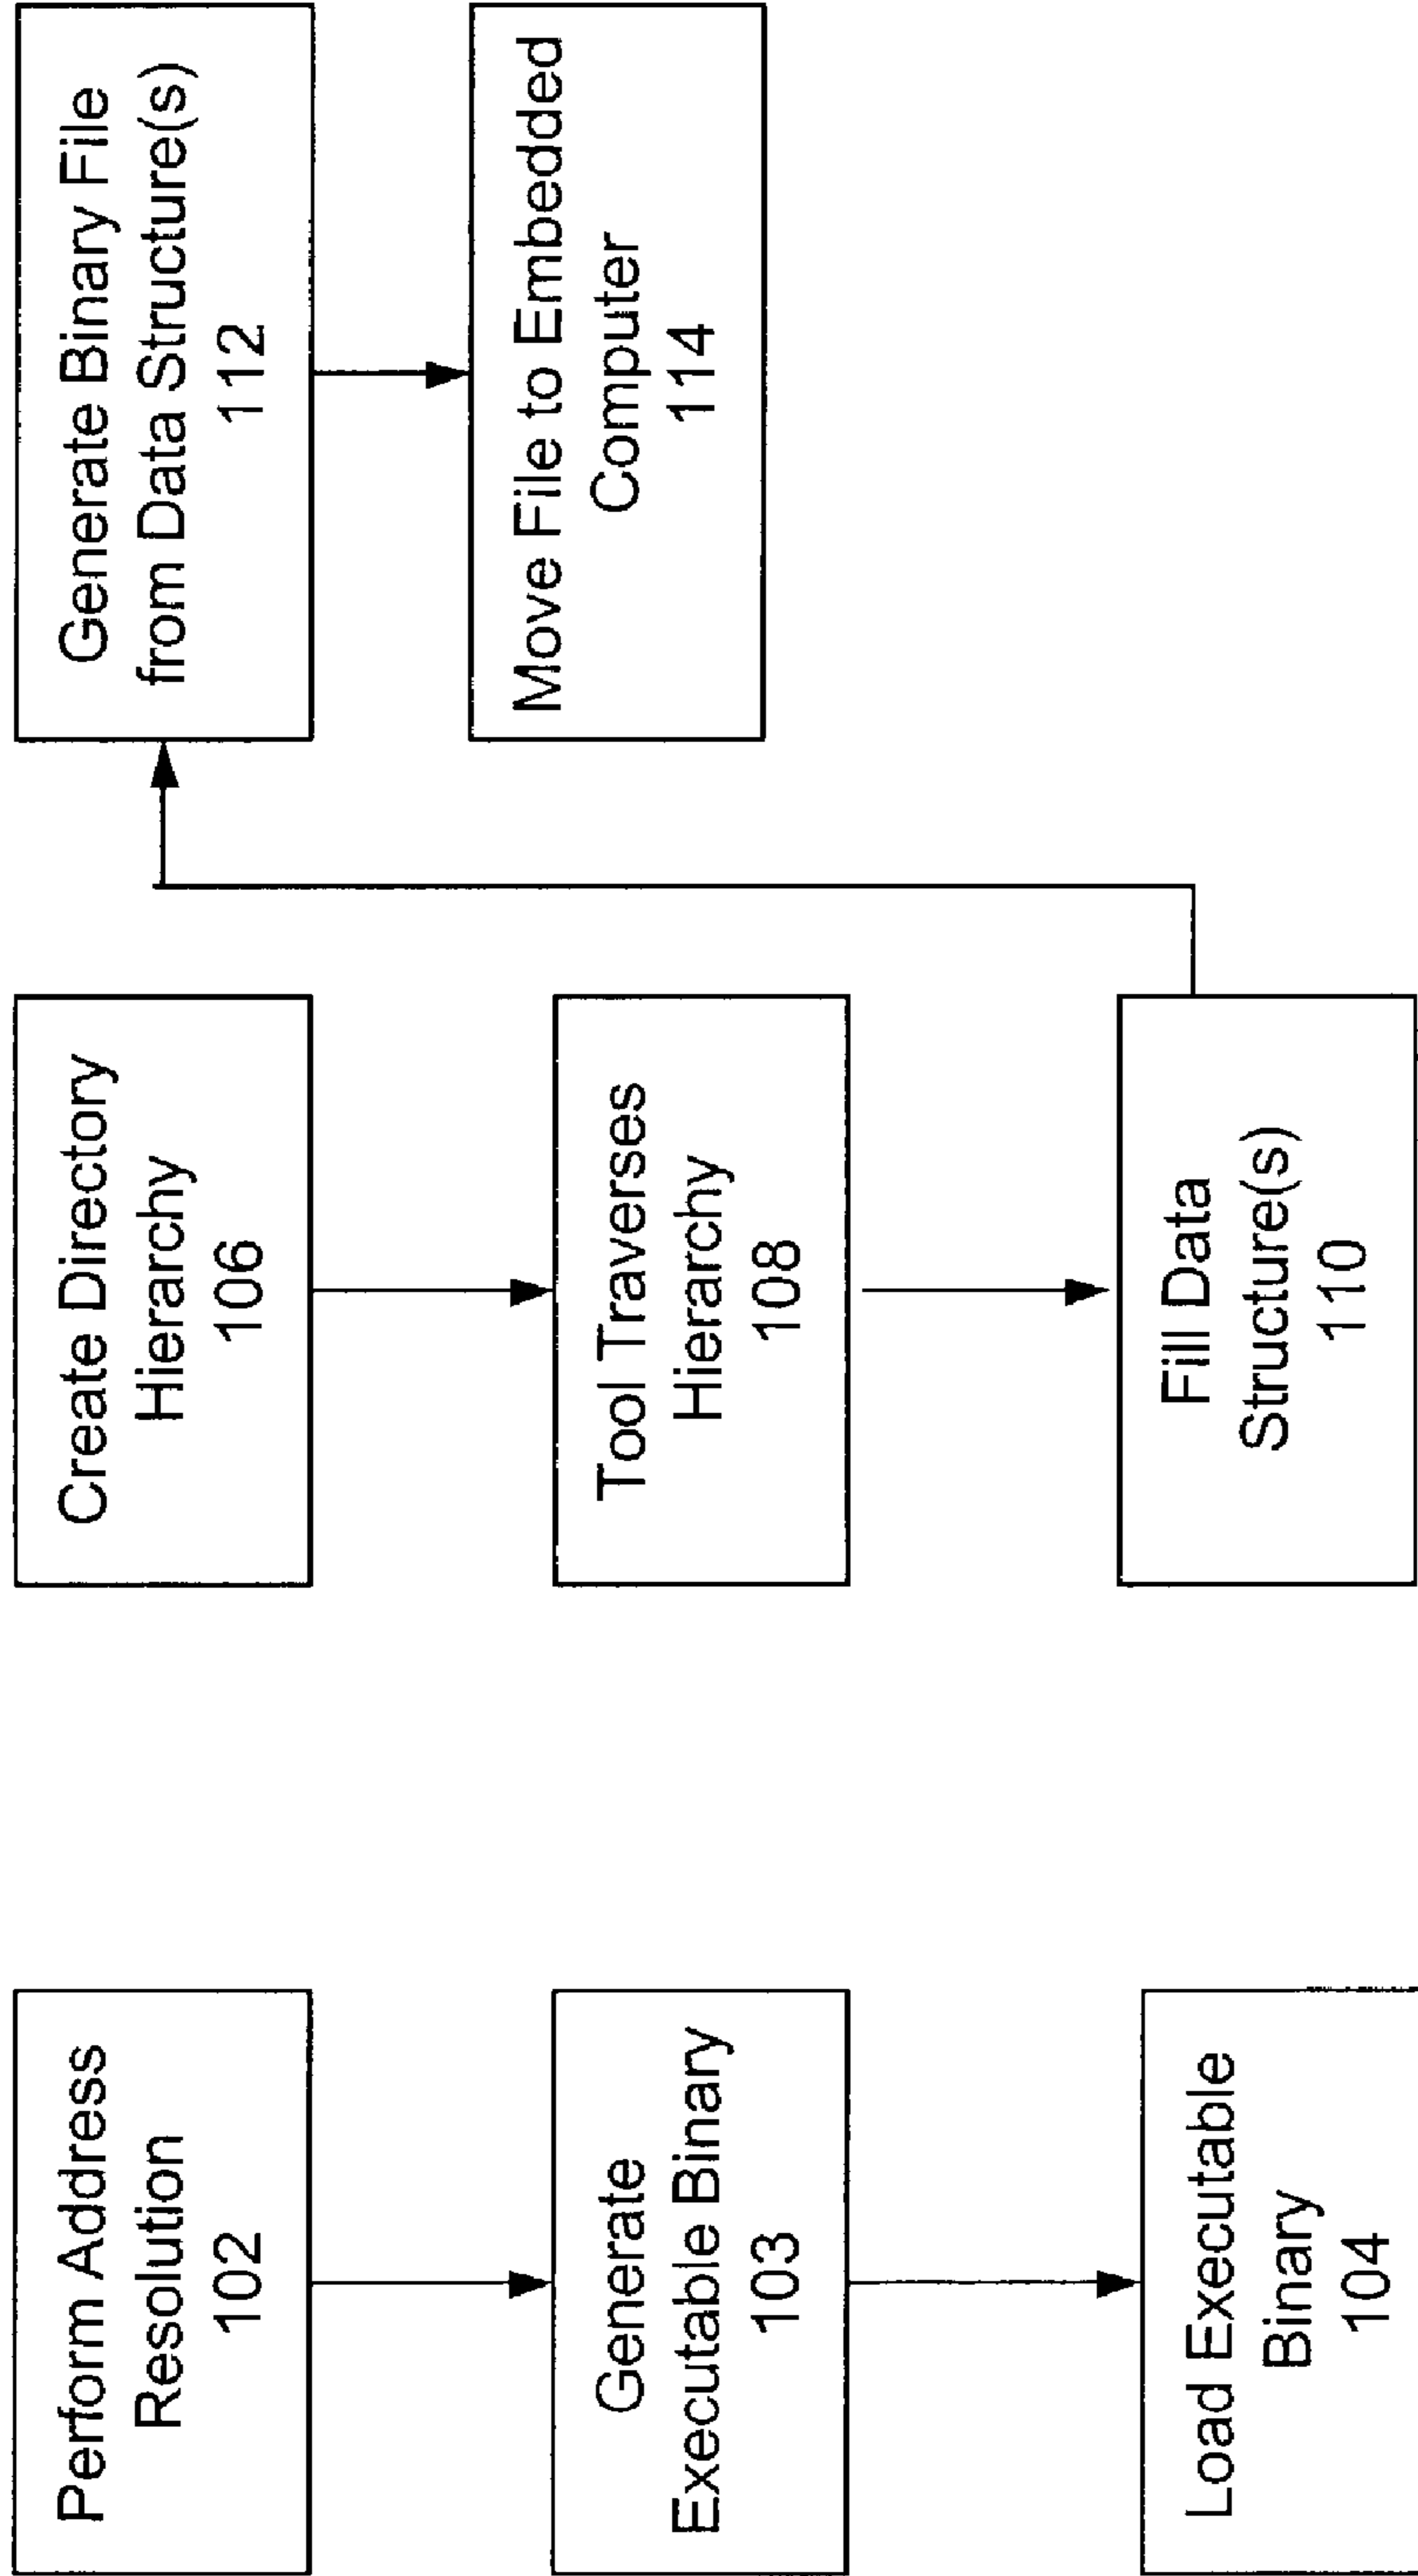 Perform Address
Resolution
102
Generate
Executable Binary
103
Load Executable
Binary
104
Create Directory
Hierarchy
106
Tool Traverses
Hierarchy
108
Fill Data
Structure(s)
110
Generate Binary File
from Data Structure(s)
112
Move File to Embedded
Computer
114